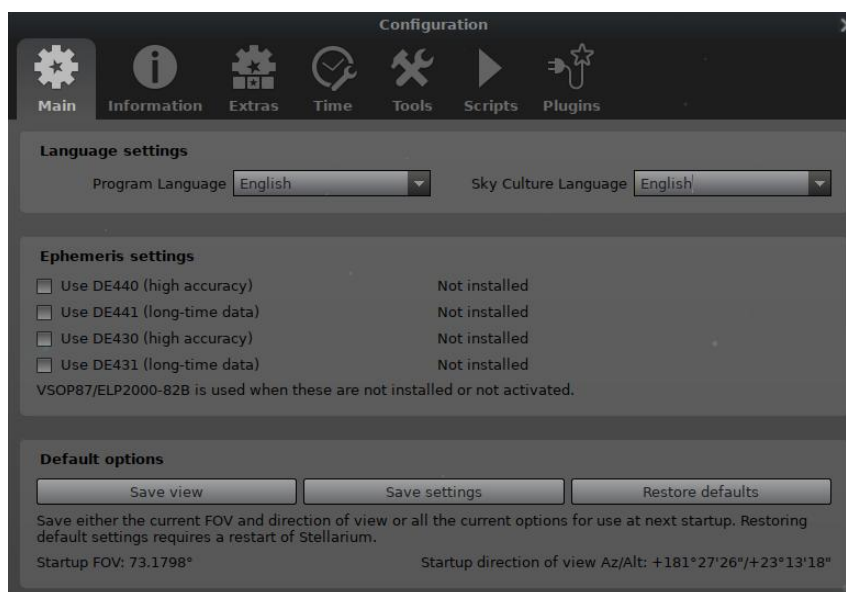 Configuration
Main Information Extras Time Tools Scripts Plugins
Language settings
Program Language English Sky Culture Language English
Ephemeris settings
Use DE440 (high accuracy) Not installed
Use DE441 (long-time data) Not installed
Use DE430 (high accuracy) Not installed
Use DE431 (long-time data) Not installed
VSOP87/ELP2000-82B is used when these are not installed or not activated.
Default options
Save view Save settings Restore defaults
Save either the current FOV and direction of view or all the current options for use at next startup. Restoring
default settings requires a restart of Stellarium.
Startup FOV: 73.1798° Startup direction of view Az/Alt: +181°27'26"/+23°13'18"